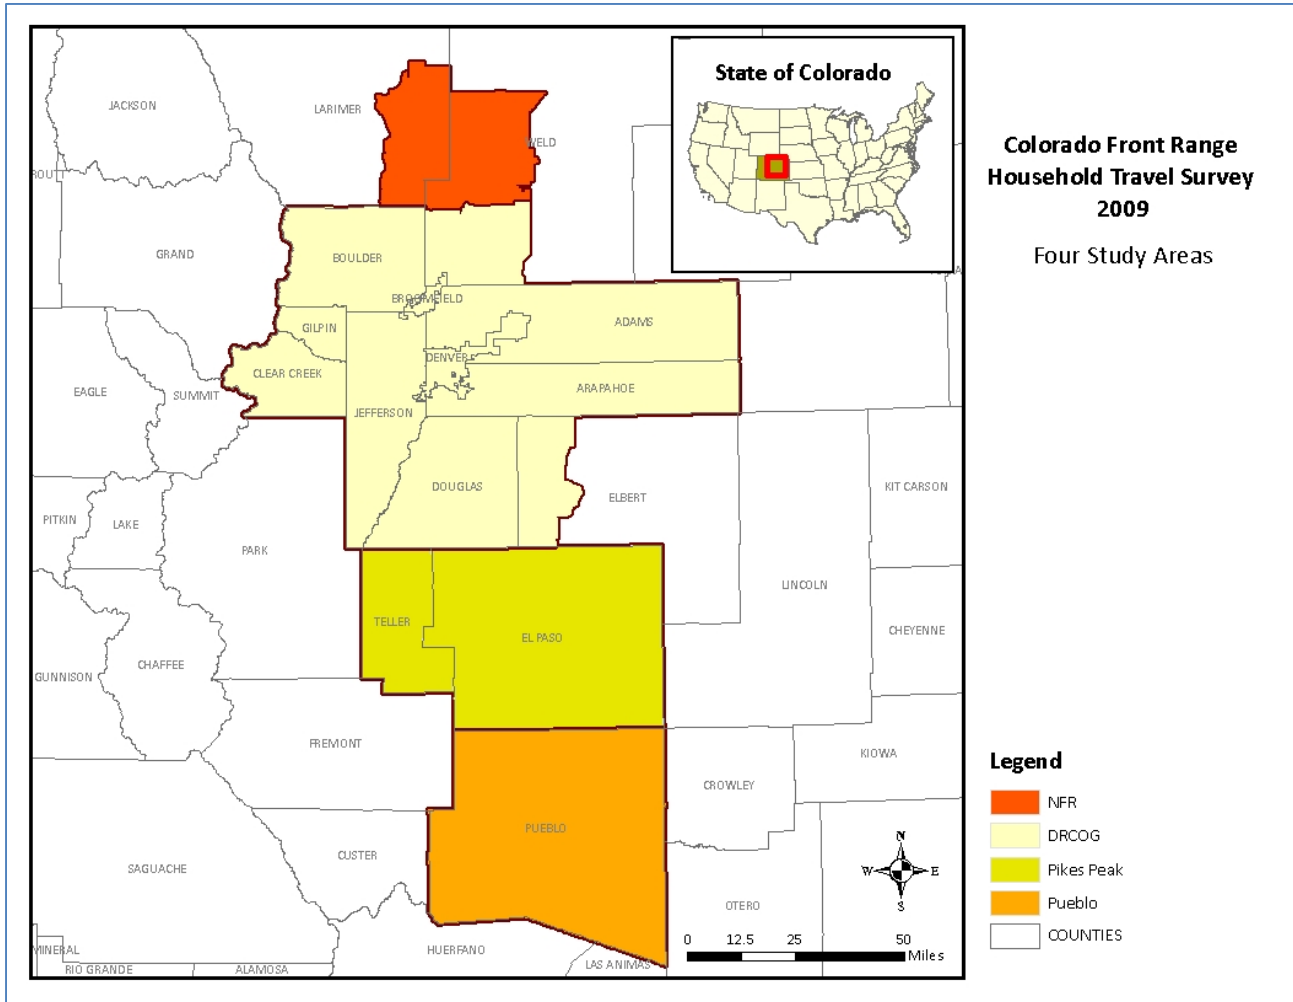 State of Colorado
Colorado Front Range
Household Travel Survey
2009
Four Study Areas
JACKSON
LARIMER
WELD
GRAND
BOULDER
BROOMFIELD
GILPIN
ADAMS
DENVER
CLEAR CREEK
EAGLE
SUMMIT
ARAPAHOE
JEFFERSON
DOUGLAS
ELBERT
KIT CARSON
PITKIN
LAKE
PARK
LINCOLN
TELLER
EL PASO
CHEYENNE
CHAFFEE
GUNNISON
FREMONT
KIOWA
CROWLEY
PUEBLO
CUSTER
SAGUACHE
OTERO
HUERFANO
MINERAL
RIO GRANDE
ALAMOSA
LAS ANIMAS
Legend
NFR
DRCOG
Pikes Peak
Pueblo
COUNTIES
N
W E
S
0 12.5 25 50
Miles